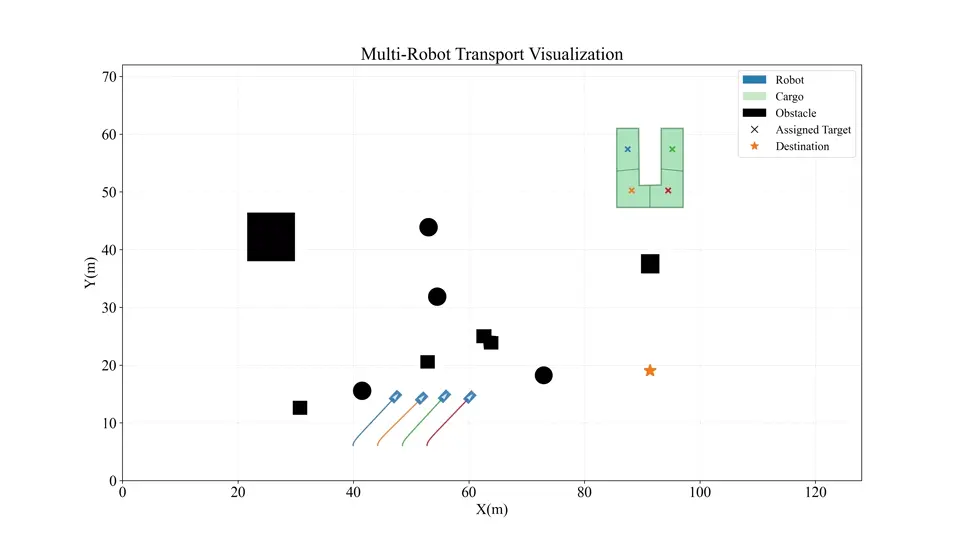 Multi-Robot Transport Visualization
Robot
Cargo
Obstacle
Assigned Target
Destination
Y(m)
70
60
50
40
30
20
10
0
0 20 40 60 80 100 120
X(m)